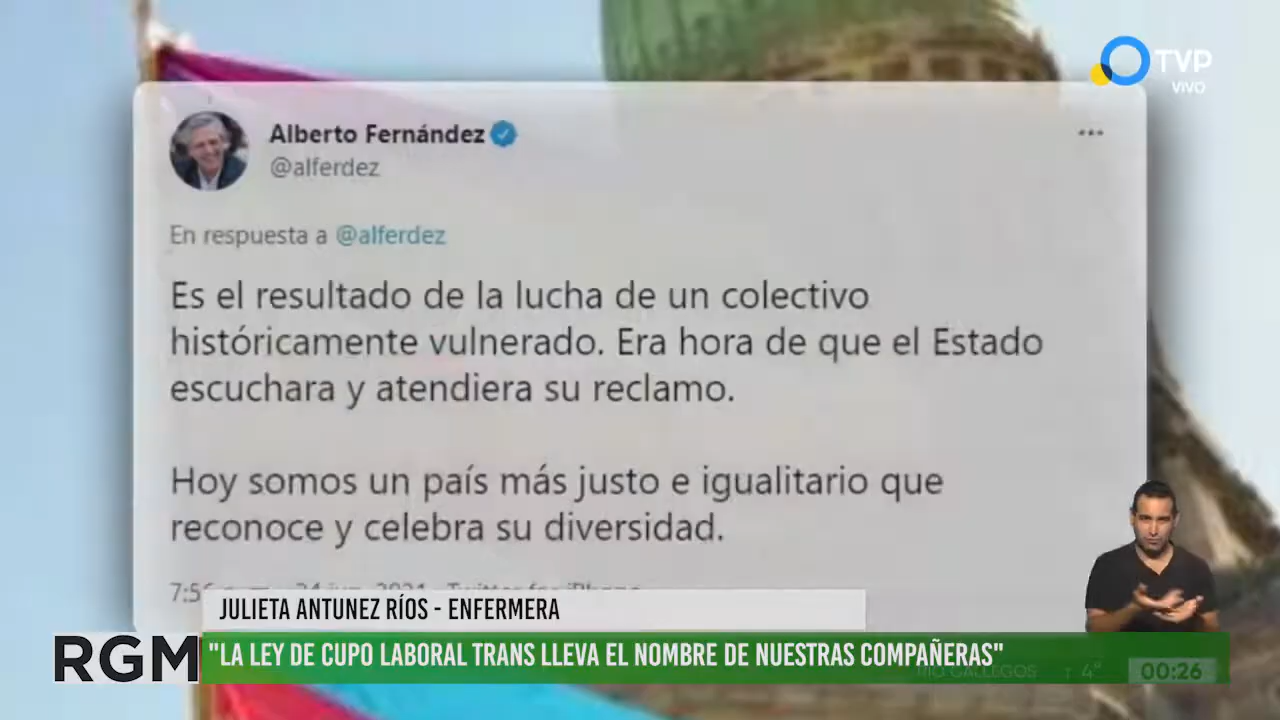 TVP
VIVO
Alberto Fernández
@alferdez
En respuesta a @alferdez
Es el resultado de la lucha de un colectivo
históricamente vulnerado. Era hora de que el Estado
escuchara y atendiera su reclamo.
Hoy somos un país más justo e igualitario que
reconoce y celebra su diversidad.
JULIETA ANTUNEZ RÍOS - ENFERMERA
RGM
"LA LEY DE CUPO LABORAL TRANS LLEVA EL NOMBRE DE NUESTRAS COMPAÑERAS"
RÍO GALLEGOS T 4° 00:26